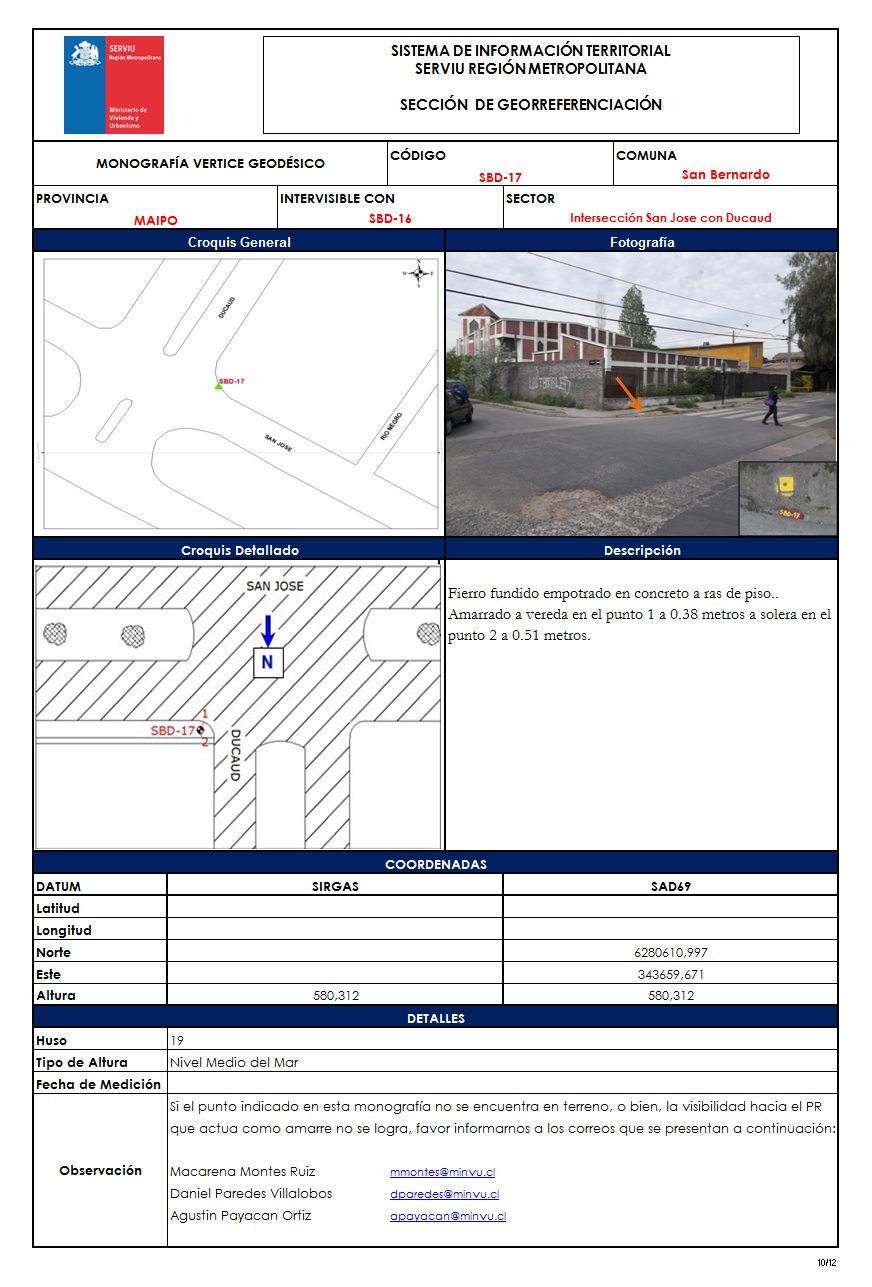 SERVIU
Región Metropolitana
Ministerio de
Vivienda y
Urbanismo
SISTEMA DE INFORMACIÓN TERRITORIAL
SERVIU REGIÓN METROPOLITANA
SECCIÓN DE GEORREFERENCIACIÓN
MONOGRAFÍA VERTICE GEODÉSICO
CÓDIGO
SBD-17
COMUNA
San Bernardo
PROVINCIA
MAIPO
INTERVISIBLE CON
SBD-16
SECTOR
Intersección San Jose con Ducaud
Croquis General
Fotografía
N
W
E
S
DUCAUD
SBD-17
SAN JOSE
RIO NEGRO
SBD-17
Croquis Detallado
Descripción
SAN JOSE
N
1
SBD-17
2
DUCAUD
Fierro fundido empotrado en concreto a ras de piso..
Amarrado a vereda en el punto 1 a 0.38 metros a solera en el
punto 2 a 0.51 metros.
COORDENADAS
DATUM SIRGAS SAD69
Latitud
Longitud
Norte 6280610,997
Este 343659,671
Altura 580,312 580,312
DETALLES
Huso 19
Tipo de Altura Nivel Medio del Mar
Fecha de Medición
Observación
Si el punto indicado en esta monografía no se encuentra en terreno, o bien, la visibilidad hacia el PR
que actua como amarre no se logra, favor informarnos a los correos que se presentan a continuación:
Macarena Montes Ruiz mmontes@minvu.cl
Daniel Paredes Villalobos dparedes@minvu.cl
Agustin Payacan Ortiz apayacan@minvu.cl
10/12